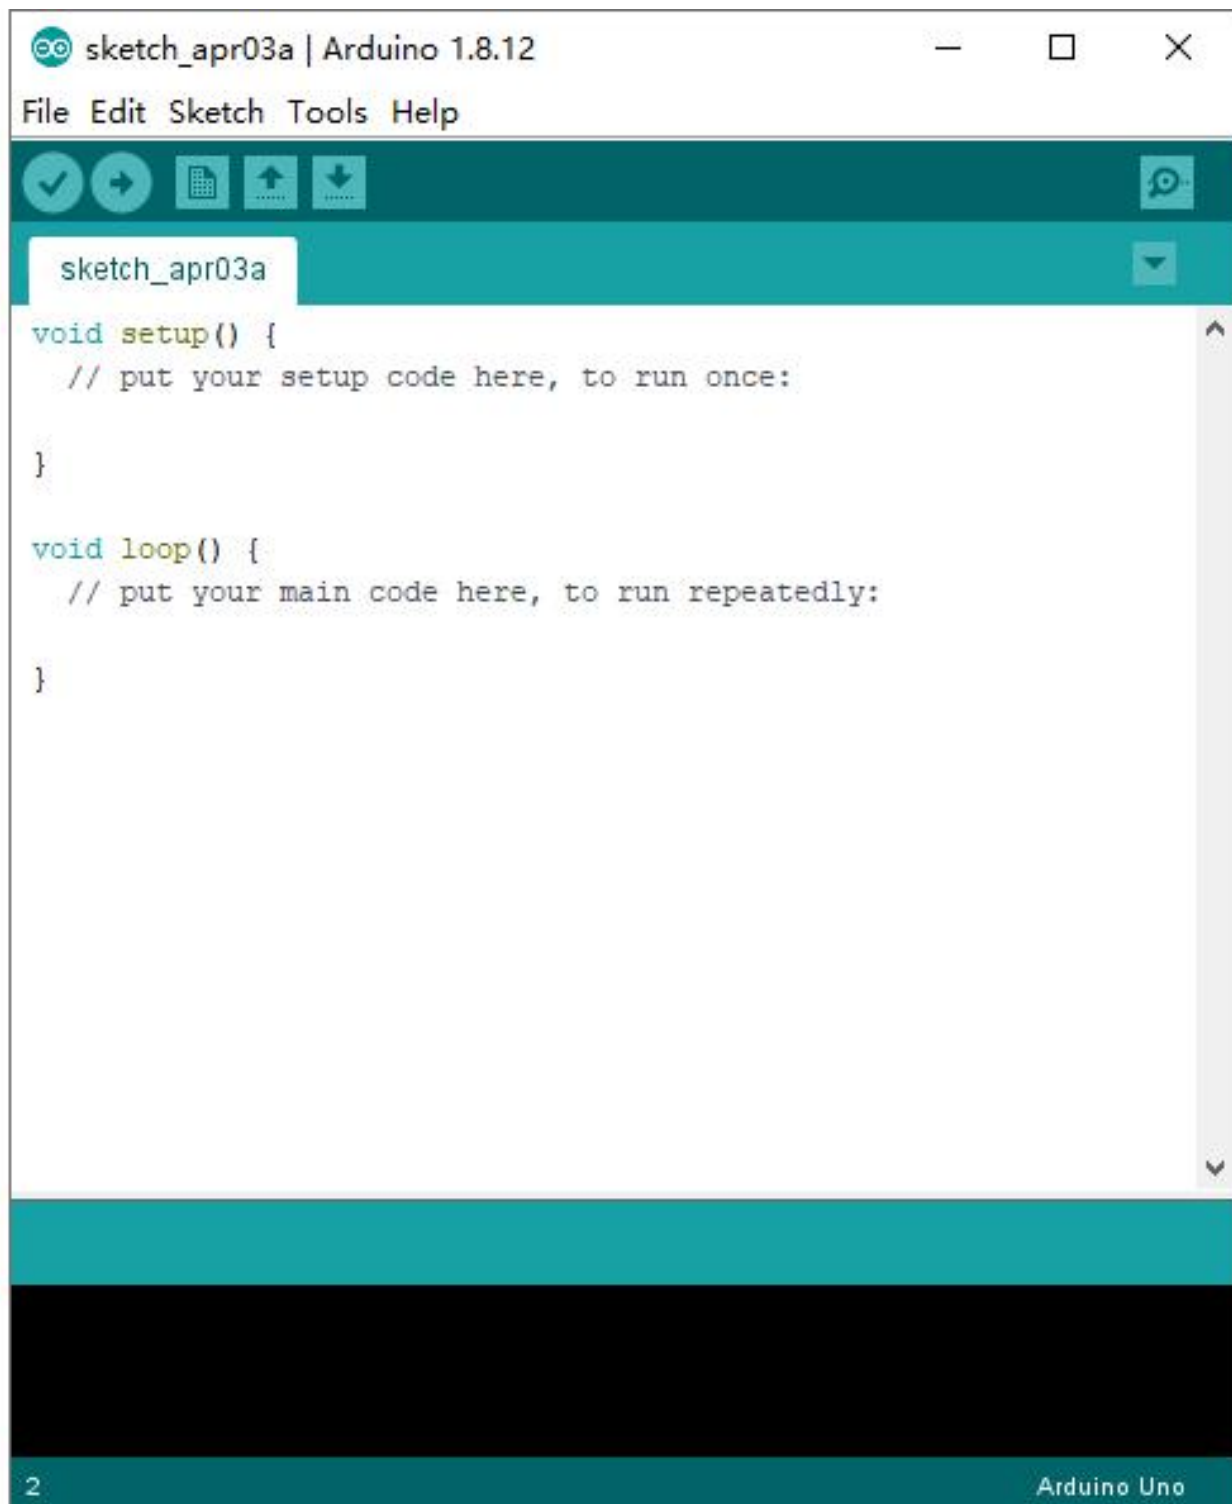 sketch_apr03a | Arduino 1.8.12
File Edit Sketch Tools Help
sketch_apr03a
void setup() {
  // put your setup code here, to run once:
}
void loop() {
  // put your main code here, to run repeatedly:
}
2 Arduino Uno